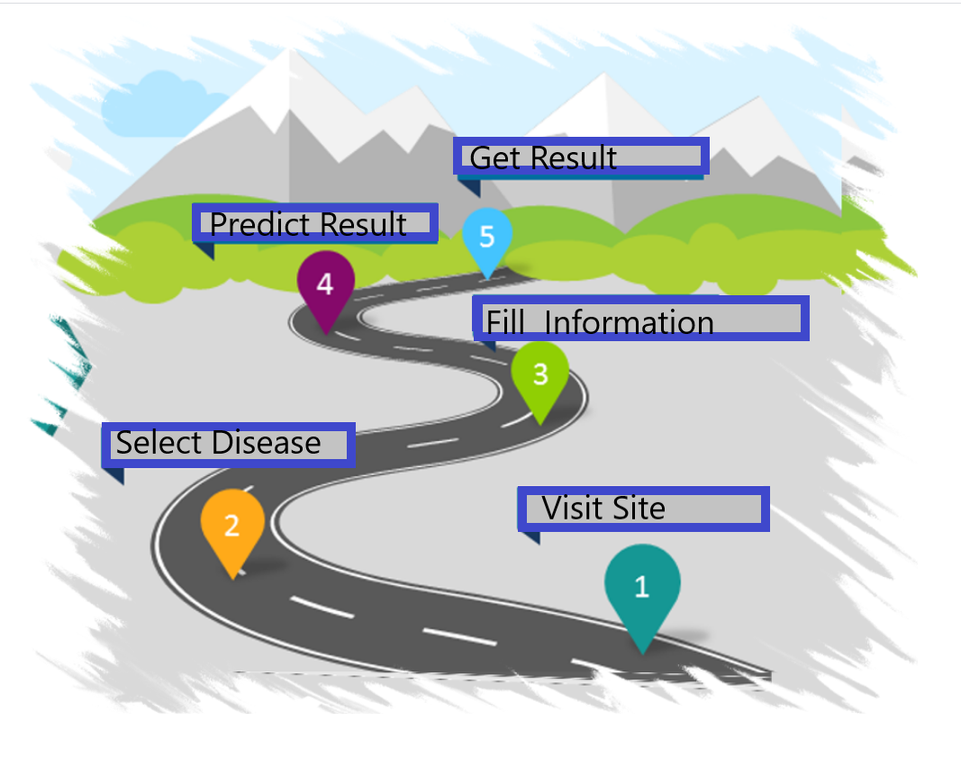 Get Result
Predict Result
5
4
Fill Information
3
Select Disease
Visit Site
2
1